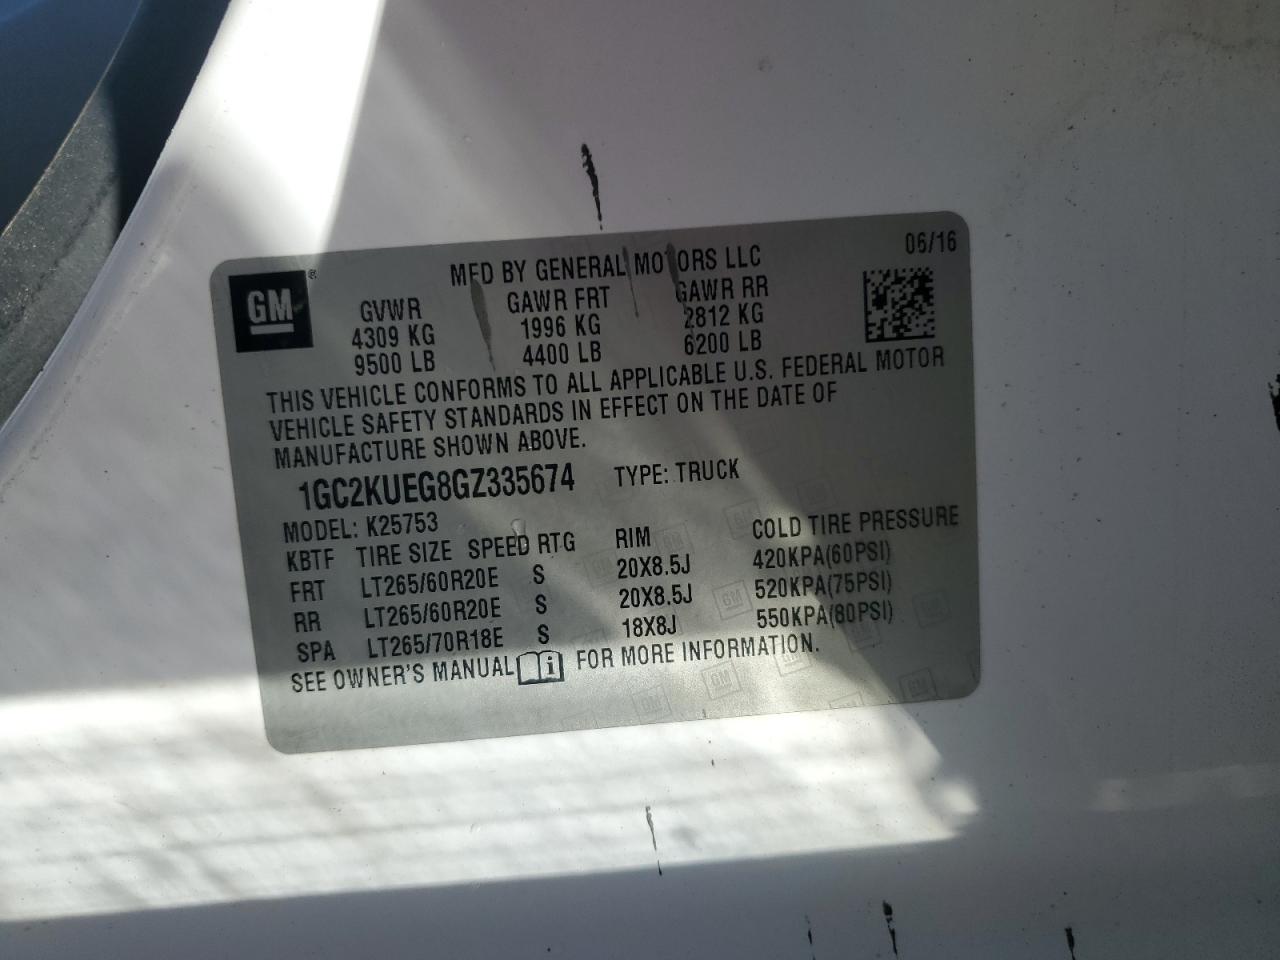 MFD BY GENERAL MOTORS LLC 06/16
GM ®
GVWR GAWR FRT GAWR RR
4309 KG 1996 KG 2812 KG
9500 LB 4400 LB 6200 LB
THIS VEHICLE CONFORMS TO ALL APPLICABLE U.S. FEDERAL MOTOR
VEHICLE SAFETY STANDARDS IN EFFECT ON THE DATE OF
MANUFACTURE SHOWN ABOVE.
1GC2KUEG8GZ335674 TYPE: TRUCK
MODEL: K25753
KBTF TIRE SIZE SPEED RTG RIM COLD TIRE PRESSURE
FRT LT265/60R20E S 20X8.5J 420KPA(60PSI)
RR LT265/60R20E S 20X8.5J 520KPA(75PSI)
SPA LT265/70R18E S 18X8J 550KPA(80PSI)
SEE OWNER'S MANUAL i FOR MORE INFORMATION.